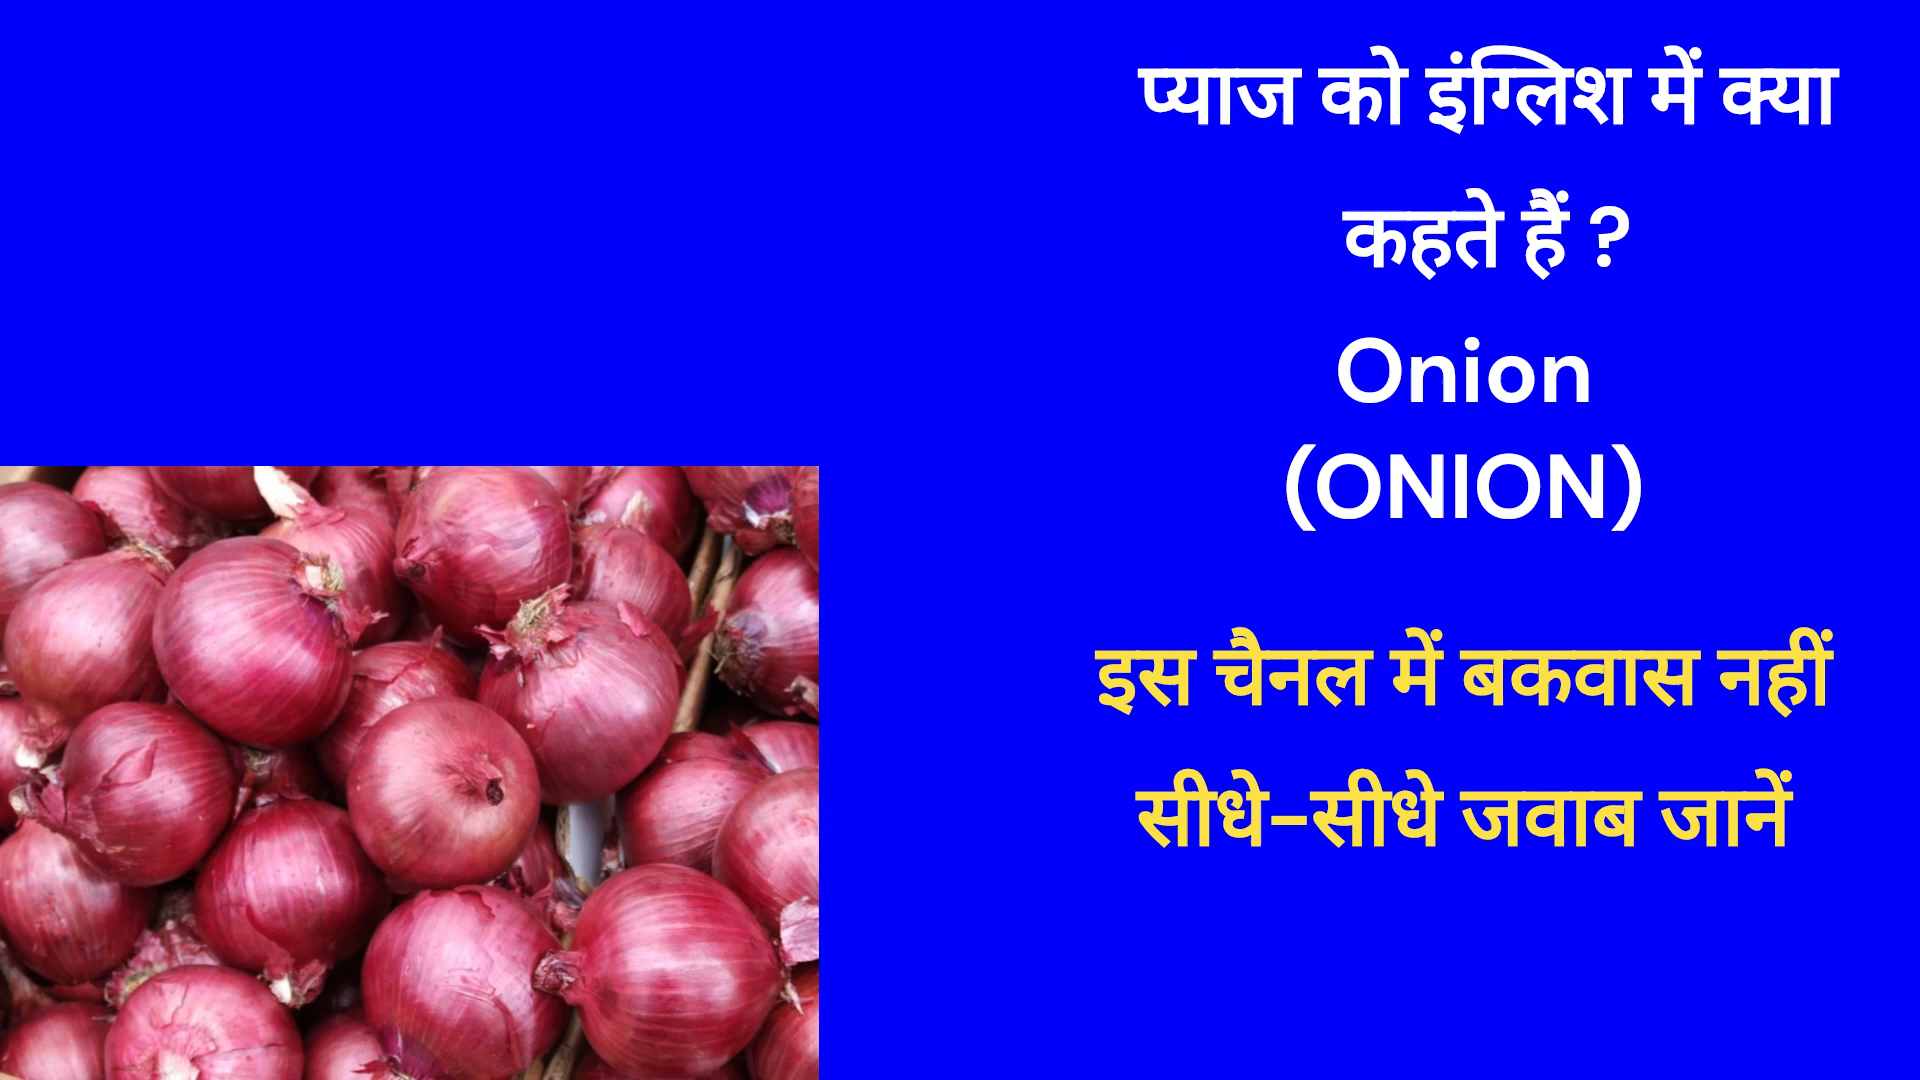 प्याज को इंग्लिश में क्या
कहते हैं ?
Onion
(ONION)
इस चैनल में बकवास नहीं
सीधे-सीधे जवाब जानें